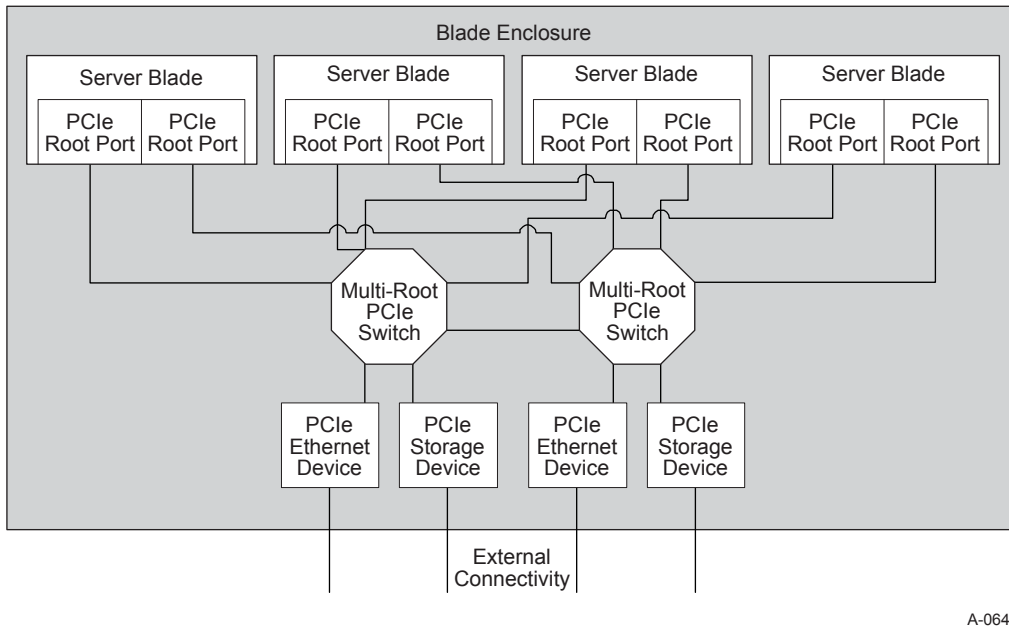 Blade Enclosure
Server Blade
Server Blade
Server Blade
Server Blade
PCIe
Root Port
PCIe
Root Port
PCIe
Root Port
PCIe
Root Port
PCIe
Root Port
PCIe
Root Port
PCIe
Root Port
PCIe
Root Port
Multi-Root
PCIe
Switch
Multi-Root
PCIe
Switch
PCIe
Ethernet
Device
PCIe
Storage
Device
PCIe
Ethernet
Device
PCIe
Storage
Device
External
Connectivity
A-064